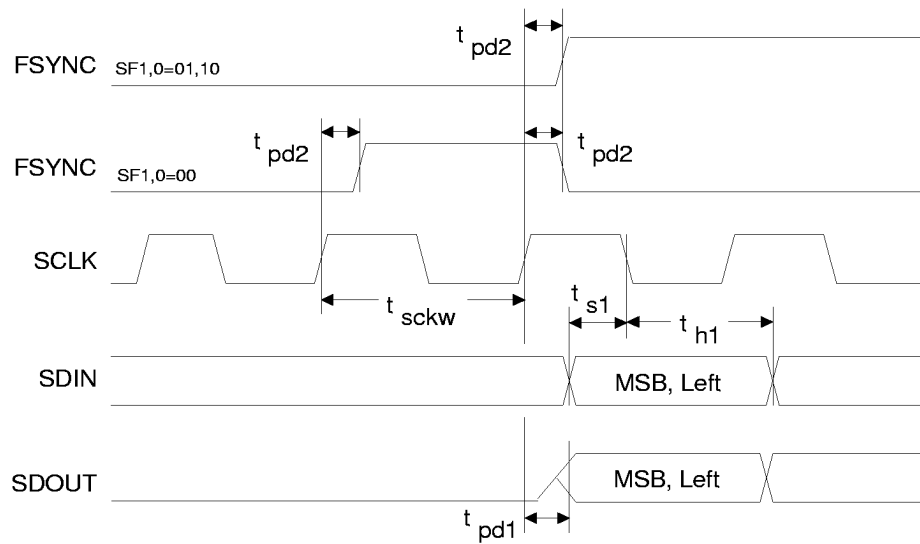 t pd2
FSYNC SF1,0=01,10
t pd2 t pd2
FSYNC SF1,0=00
SCLK
t sckw t s1 t h1
SDIN MSB, Left
SDOUT MSB, Left
t pd1